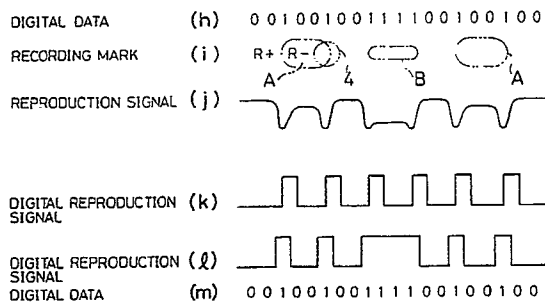 DIGITAL DATA (h) 0 0 1 0 0 1 0 0 1 1 1 1 0 0 1 0 0 1 0 0
RECORDING MARK (i) R+ R-
A 4 B A
REPRODUCTION SIGNAL (j)
DIGITAL REPRODUCTION (k)
SIGNAL
DIGITAL REPRODUCTION (ℓ)
SIGNAL
DIGITAL DATA (m) 0 0 1 0 0 1 0 0 1 1 1 1 0 0 1 0 0 1 0 0